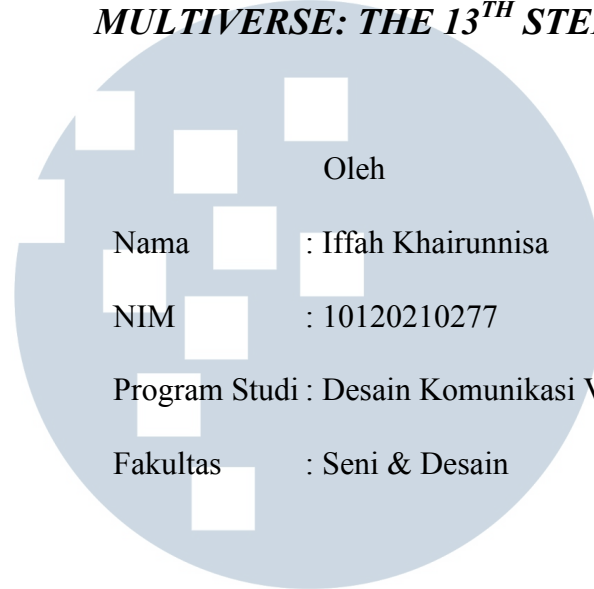 MULTIVERSE: THE 13TH
Oleh
Nama : Iffah Khairunnisa
NIM : 10120210277
Program Studi : Desain Komunikasi
Fakultas : Seni & Desain